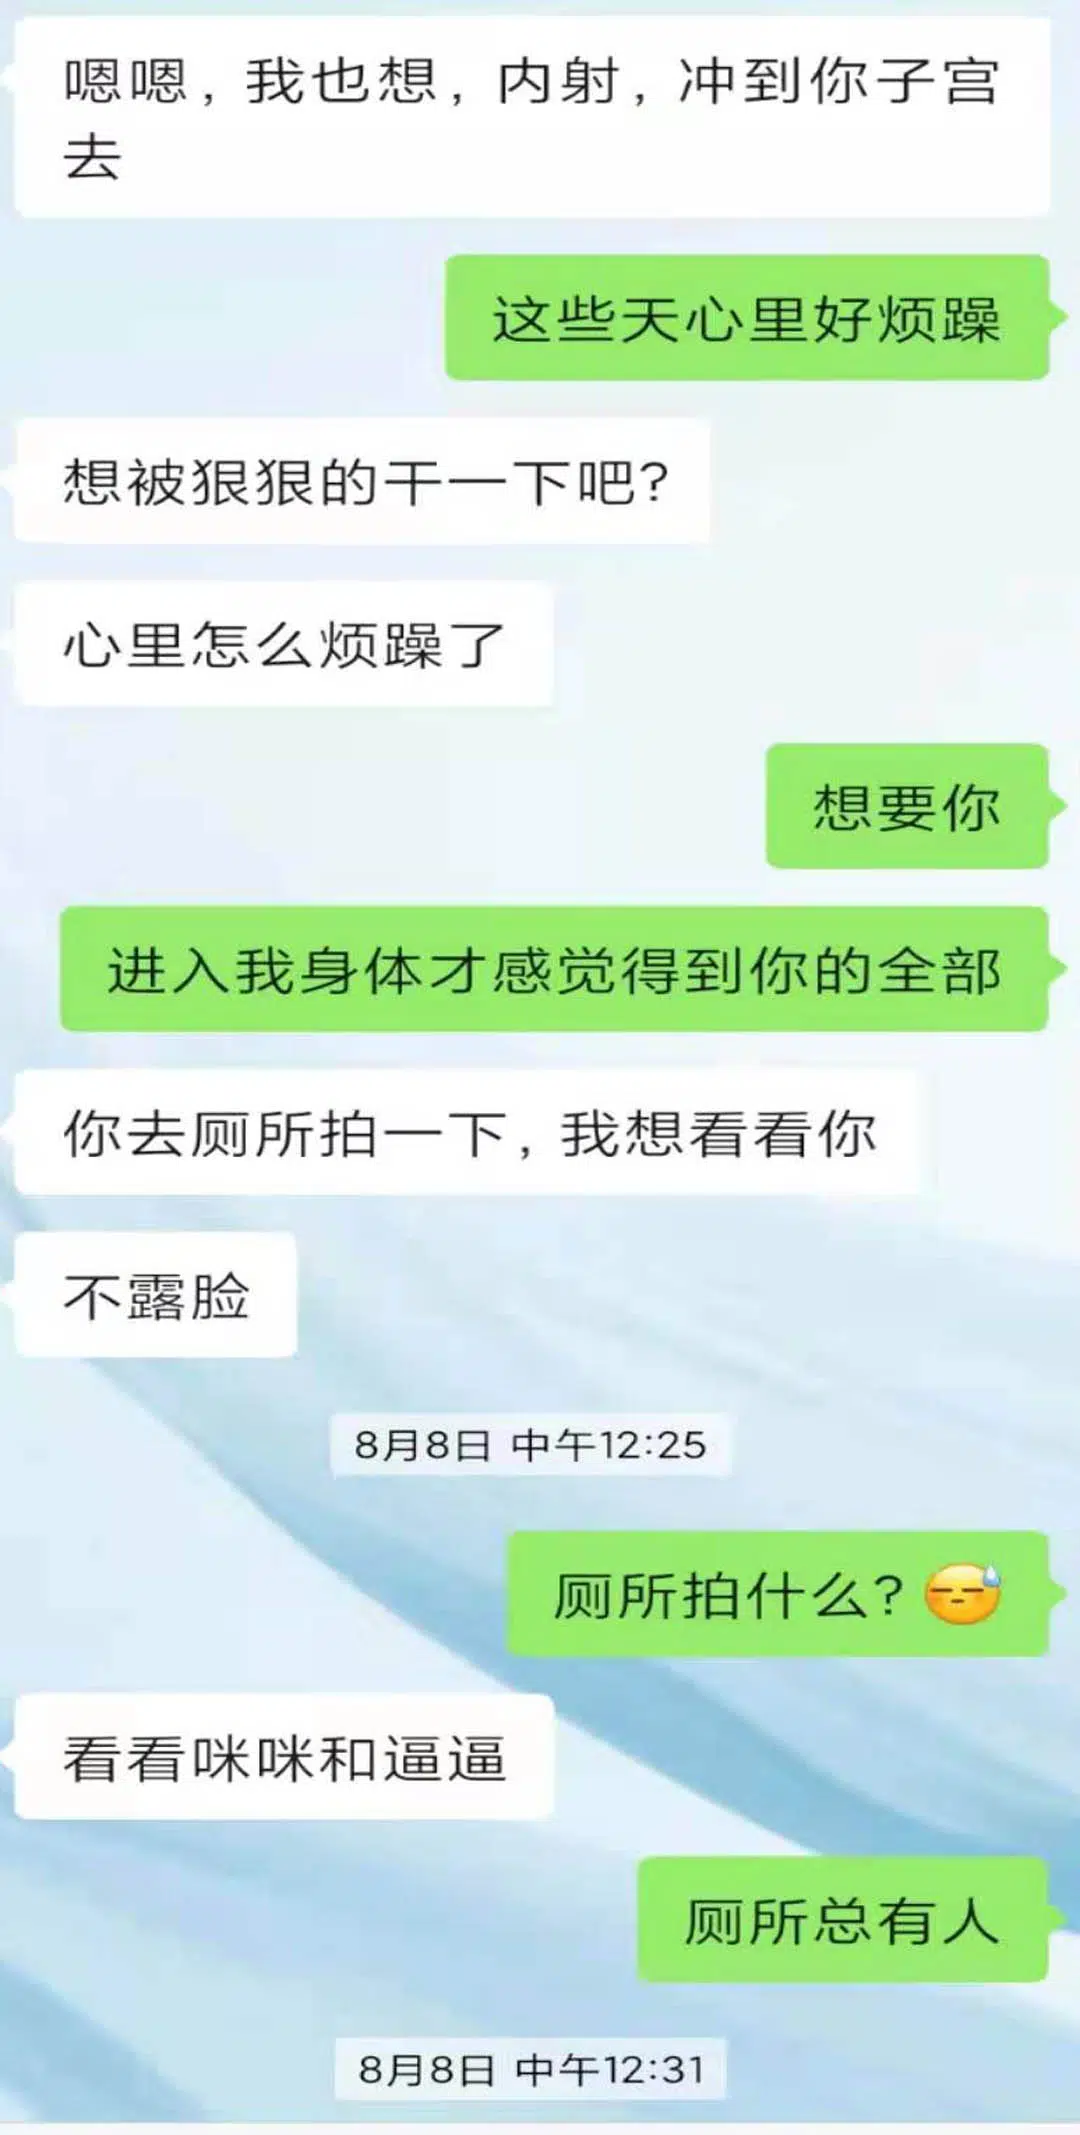 嗯嗯，我也想，内射，冲到你子宫
去
这些天心里好烦躁
想被狠狠的干一下吧？
心里怎么烦躁了
想要你
进入我身体才感觉得到你的全部
你去厕所拍一下，我想看看你
不露脸
8月8日 中午12:25
厕所拍什么？😓
看看咪咪和逼逼
厕所总有人
8月8日 中午12:31